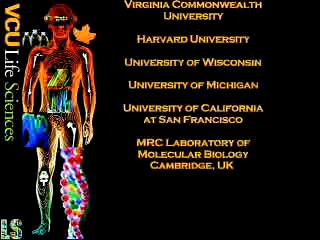 VCU Life Sciences
LS
Virginia Commonwealth
University
Harvard University
University of Wisconsin
University of Michigan
University of California
at San Francisco
MRC Laboratory of
Molecular Biology
Cambridge, UK